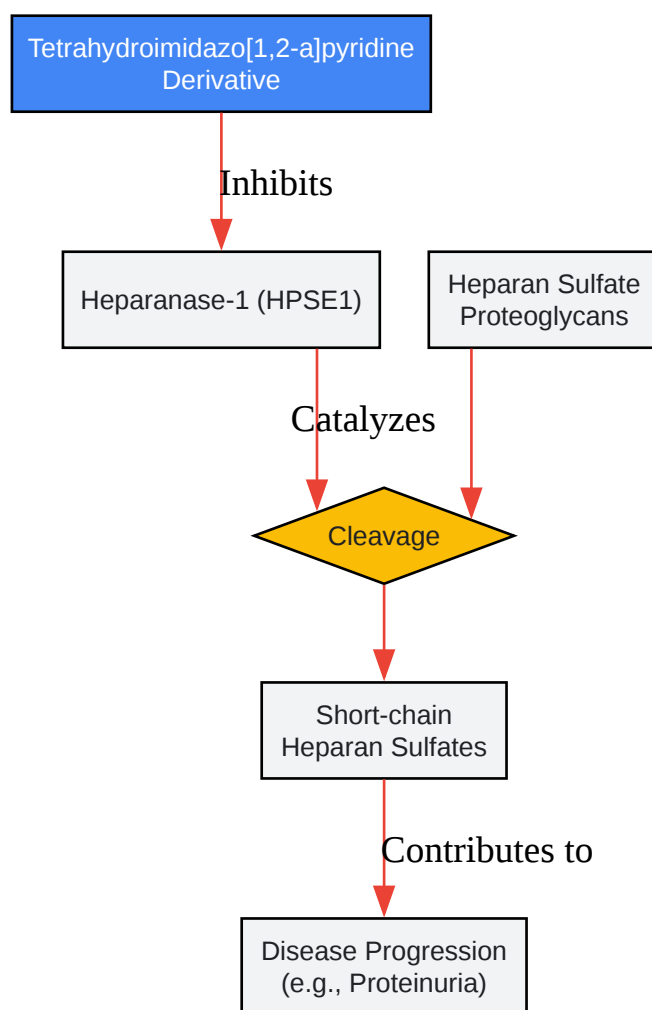 Tetrahydroimidazo[1,2-a]pyridine
Derivative
Inhibits
Heparanase-1 (HPSE1)
Heparan Sulfate
Proteoglycans
Catalyzes
Cleavage
Short-chain
Heparan Sulfates
Contributes to
Disease Progression
(e.g., Proteinuria)